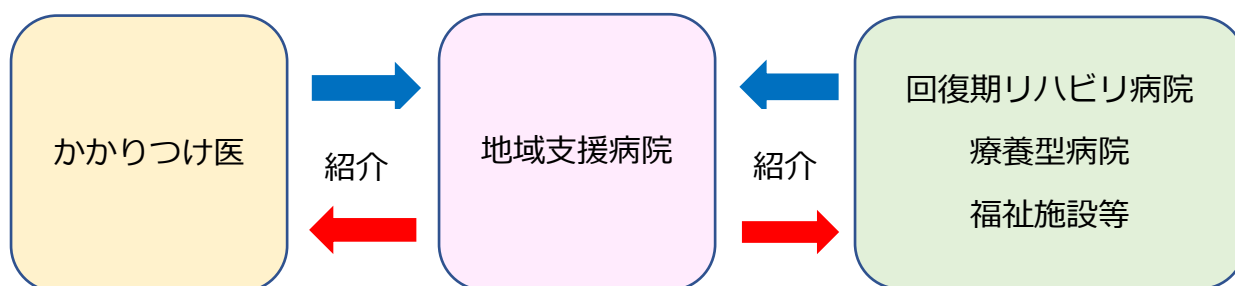 かかりつけ医
紹介
地域支援病院
紹介
回復期リハビリ病院
療養型病院
福祉施設等